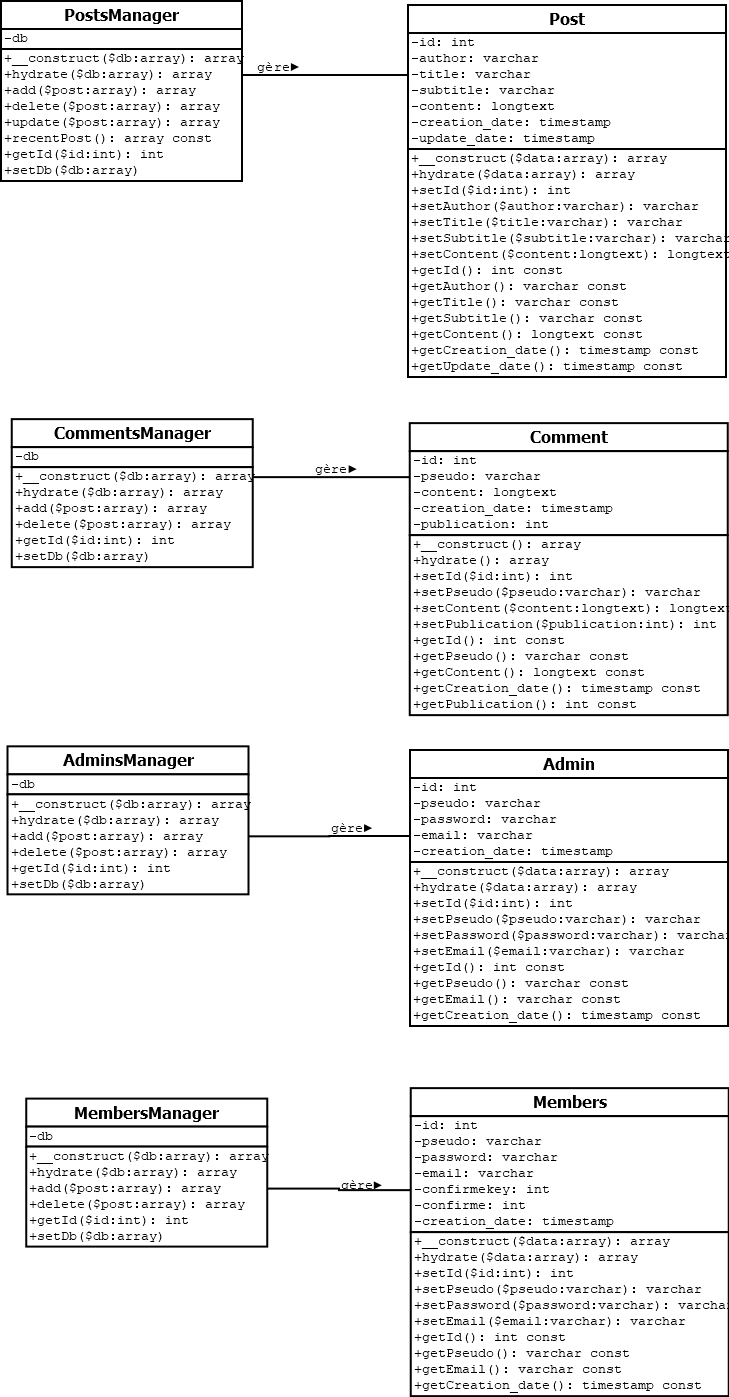 PostsManager
-db
+__construct($db:array): array
+hydrate($db:array): array
+add($post:array): array
+delete($post:array): array
+update($post:array): array
+recentPost(): array const
+getId($id:int): int
+setDb($db:array)
gère►
Post
-id: int
-author: varchar
-title: varchar
-subtitle: varchar
-content: longtext
-creation_date: timestamp
-update_date: timestamp
+__construct($data:array): array
+hydrate($data:array): array
+setId($id:int): int
+setAuthor($author:varchar): varchar
+setTitle($title:varchar): varchar
+setSubtitle($subtitle:varchar): varchar
+setContent($content:longtext): longtext
+getId(): int const
+getAuthor(): varchar const
+getTitle(): varchar const
+getSubtitle(): varchar const
+getContent(): longtext const
+getCreation_date(): timestamp const
+getUpdate_date(): timestamp const
CommentsManager
-db
+__construct($db:array): array
+hydrate($db:array): array
+add($post:array): array
+delete($post:array): array
+getId($id:int): int
+setDb($db:array)
gère►
Comment
-id: int
-pseudo: varchar
-content: longtext
-creation_date: timestamp
-publication: int
+__construct(): array
+hydrate(): array
+setId($id:int): int
+setPseudo($pseudo:varchar): varchar
+setContent($content:longtext): longtext
+setPublication($publication:int): int
+getId(): int const
+getPseudo(): varchar const
+getContent(): longtext const
+getCreation_date(): timestamp const
+getPublication(): int const
AdminsManager
-db
+__construct($db:array): array
+hydrate($db:array): array
+add($post:array): array
+delete($post:array): array
+getId($id:int): int
+setDb($db:array)
gère►
Admin
-id: int
-pseudo: varchar
-password: varchar
-email: varchar
-creation_date: timestamp
+__construct($data:array): array
+hydrate($data:array): array
+setId($id:int): int
+setPseudo($pseudo:varchar): varchar
+setPassword($password:varchar): varchar
+setEmail($email:varchar): varchar
+getId(): int const
+getPseudo(): varchar const
+getEmail(): varchar const
+getCreation_date(): timestamp const
MembersManager
-db
+__construct($db:array): array
+hydrate($db:array): array
+add($post:array): array
+delete($post:array): array
+getId($id:int): int
+setDb($db:array)
gère►
Members
-id: int
-pseudo: varchar
-password: varchar
-email: varchar
-confirmekey: int
-confirme: int
-creation_date: timestamp
+__construct($data:array): array
+hydrate($data:array): array
+setId($id:int): int
+setPseudo($pseudo:varchar): varchar
+setPassword($password:varchar): varchar
+setEmail($email:varchar): varchar
+getId(): int const
+getPseudo(): varchar const
+getEmail(): varchar const
+getCreation_date(): timestamp const